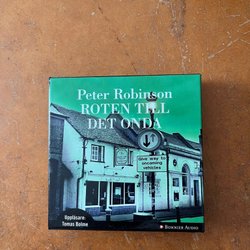 Peter Robinson
ROTEN TILL
DET ONDA
Give way to
oncoming
vehicles
Uppläsare:
Tomas Bolme
BONNIER AUDIO